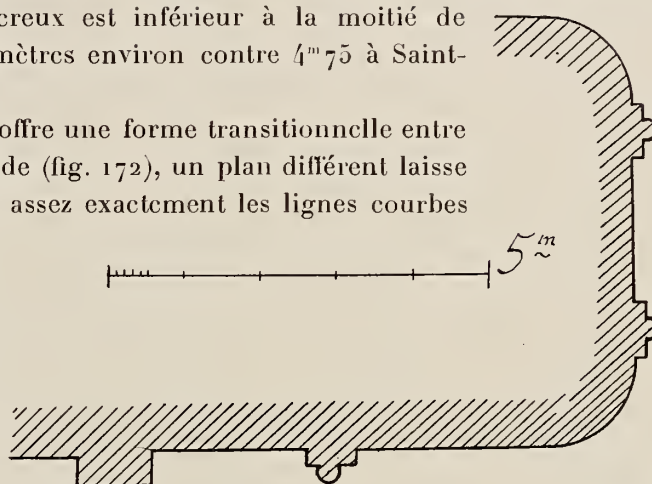 creux est inférieur à la moitié de
mètres environ contre 4ᵐ75 à Saint-
offre une forme transitionnelle entre
de (fig. 172), un plan différent laisse
assez exactement les lignes courbes
5ᵐ